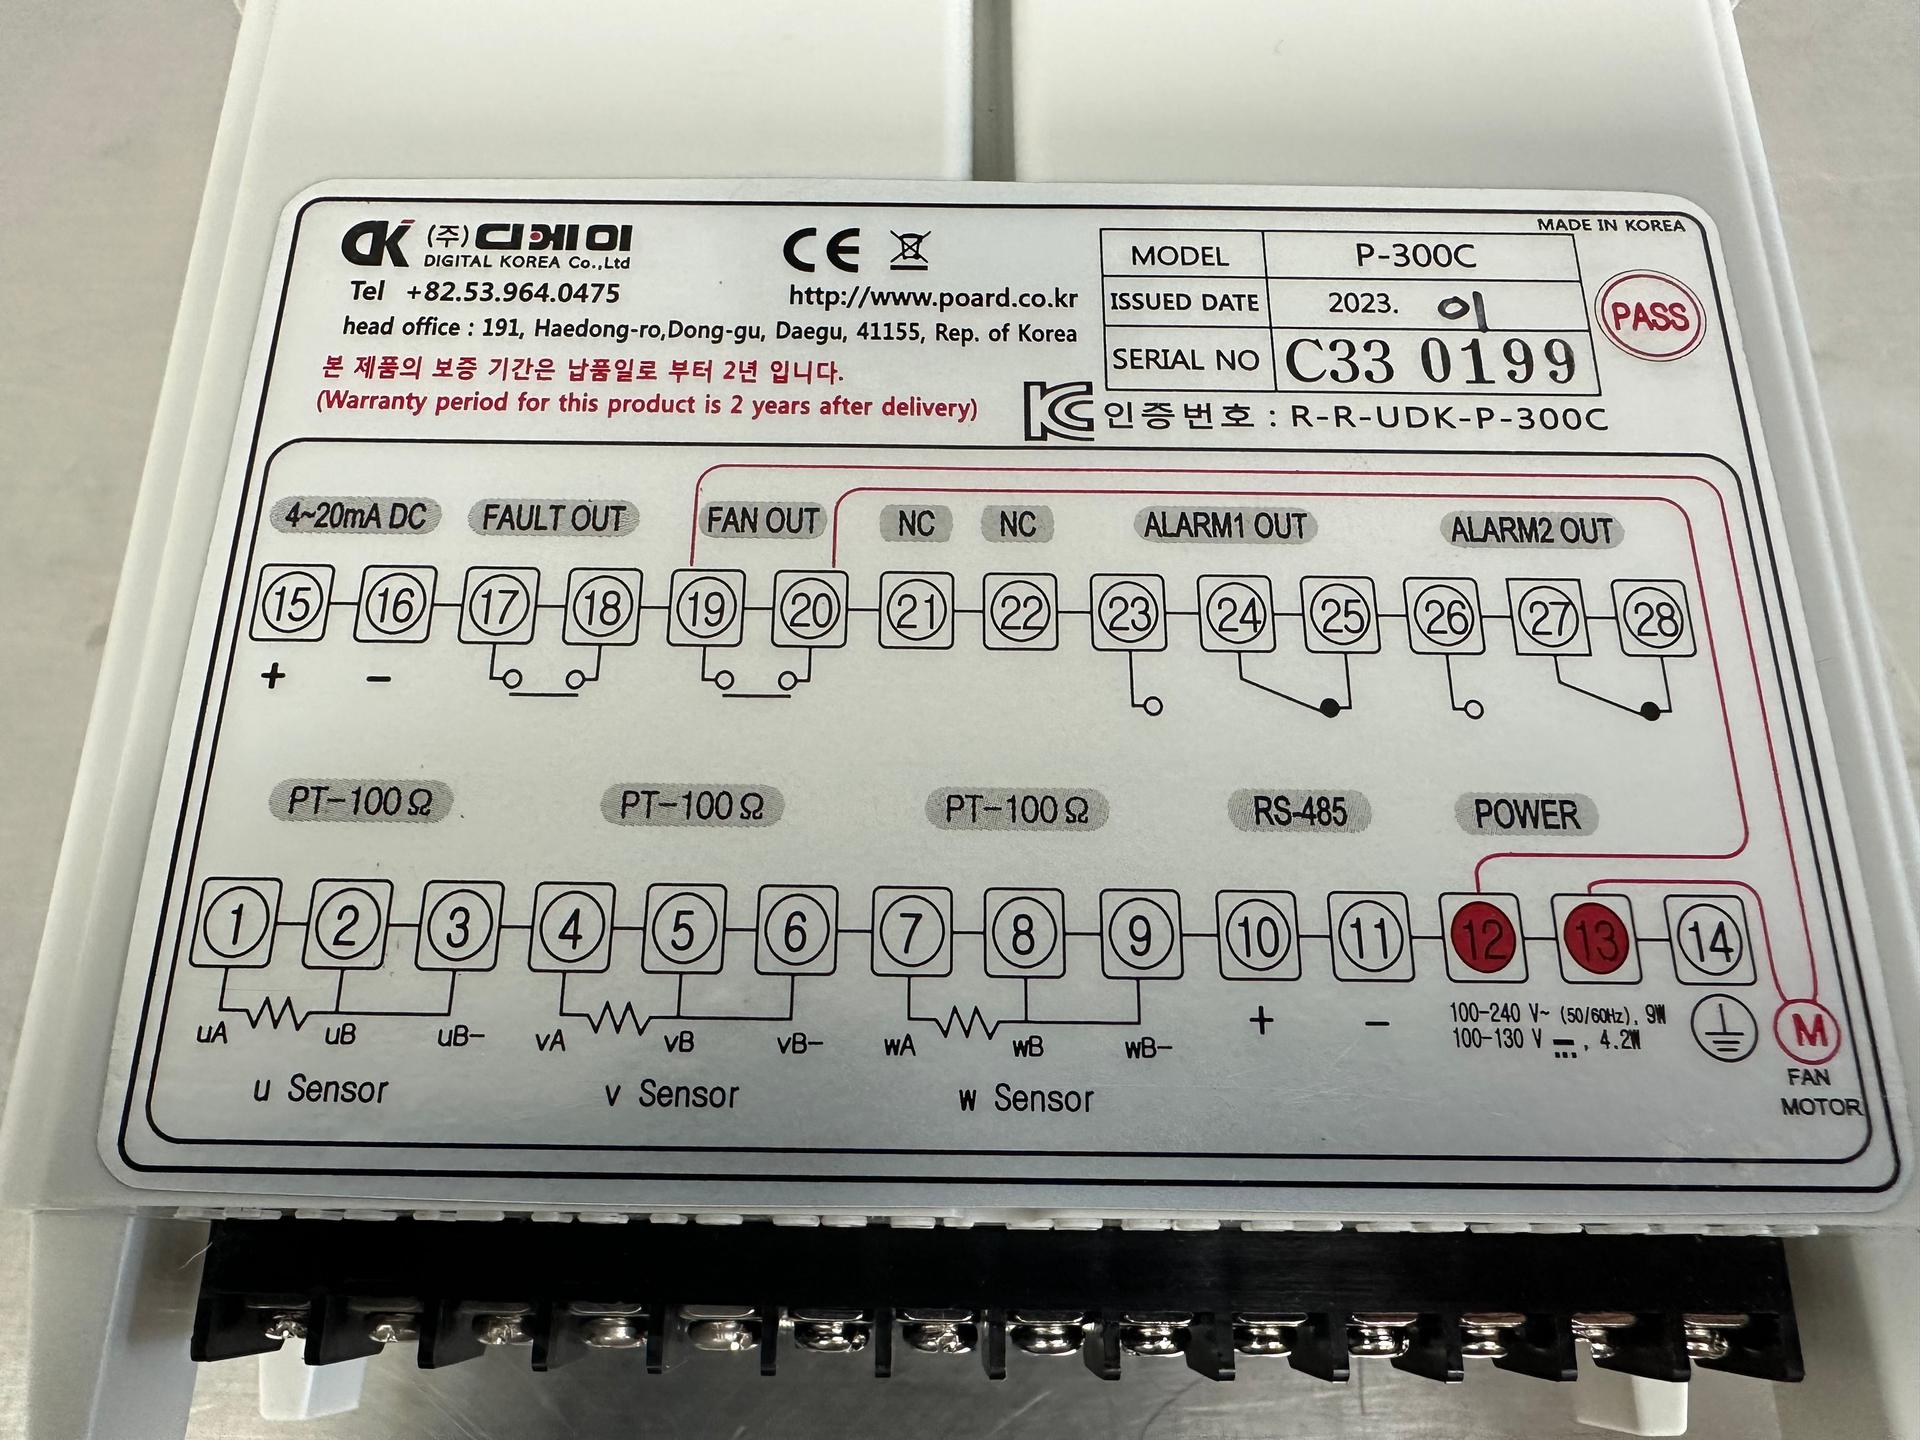 MADE IN KOREA
DK (주)디케이
DIGITAL KOREA Co.,Ltd
Tel +82.53.964.0475
CE
http://www.poard.co.kr
head office : 191, Haedong-ro,Dong-gu, Daegu, 41155, Rep. of Korea
본 제품의 보증 기간은 납품일로 부터 2년 입니다.
(Warranty period for this product is 2 years after delivery)
MODEL P-300C
ISSUED DATE 2023. 01
SERIAL NO C33 0199
PASS
KC 인증번호 : R-R-UDK-P-300C
4~20mA DC FAULT OUT FAN OUT NC NC ALARM1 OUT ALARM2 OUT
15 16 17 18 19 20 21 22 23 24 25 26 27 28
+ −
PT-100Ω PT-100Ω PT-100Ω RS-485 POWER
1 2 3 4 5 6 7 8 9 10 11 12 13 14
uA uB uB- vA vB vB- wA wB wB- + −
100-240 V~ (50/60Hz), 9W
100-130 V ⎓, 4.2W
u Sensor v Sensor w Sensor
M
FAN
MOTOR